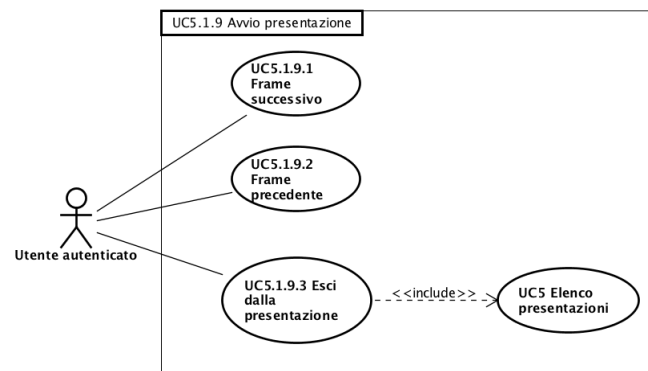 UC5.1.9 Avvio presentazione
UC5.1.9.1
Frame
successivo
UC5.1.9.2
Frame
precedente
Utente autenticato
UC5.1.9.3 Esci
dalla
presentazione
<<include>>
UC5 Elenco
presentazioni